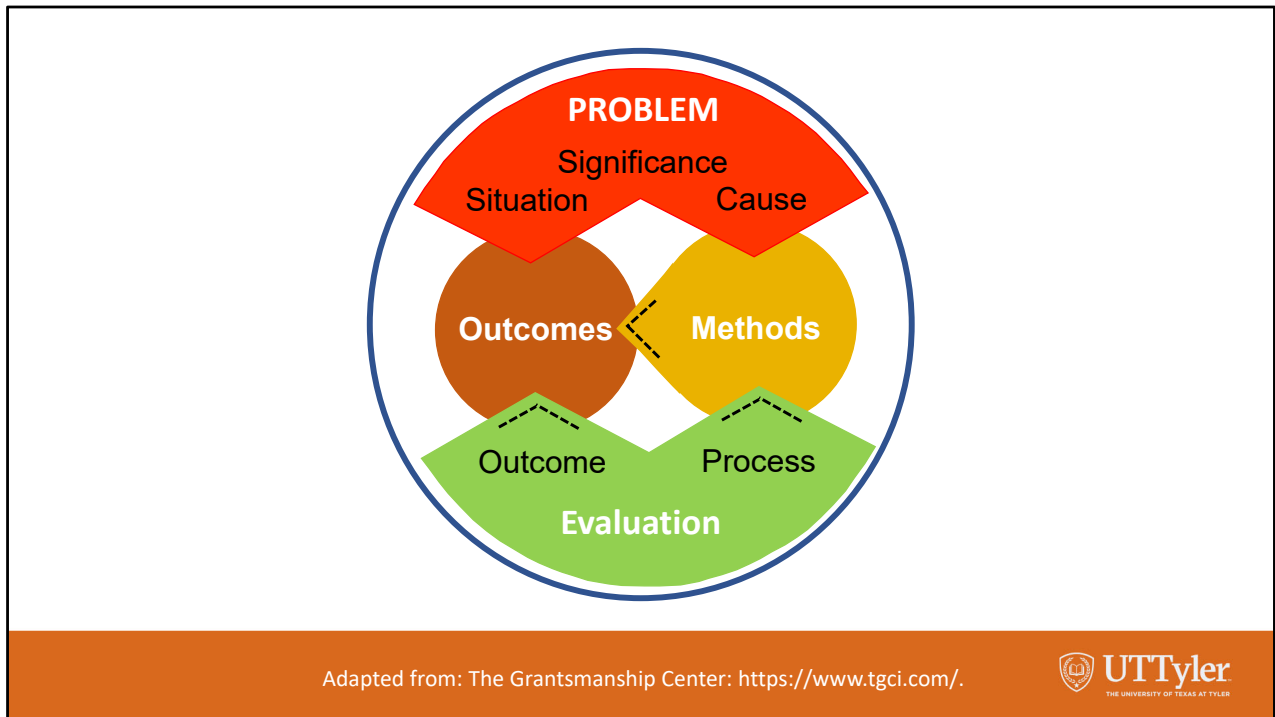 PROBLEM
Significance
Situation
Cause
Outcomes
Methods
Outcome
Process
Evaluation
Adapted from: The Grantsmanship Center: https://www.tgci.com/.
UTTyler
THE UNIVERSITY OF TEXAS AT TYLER